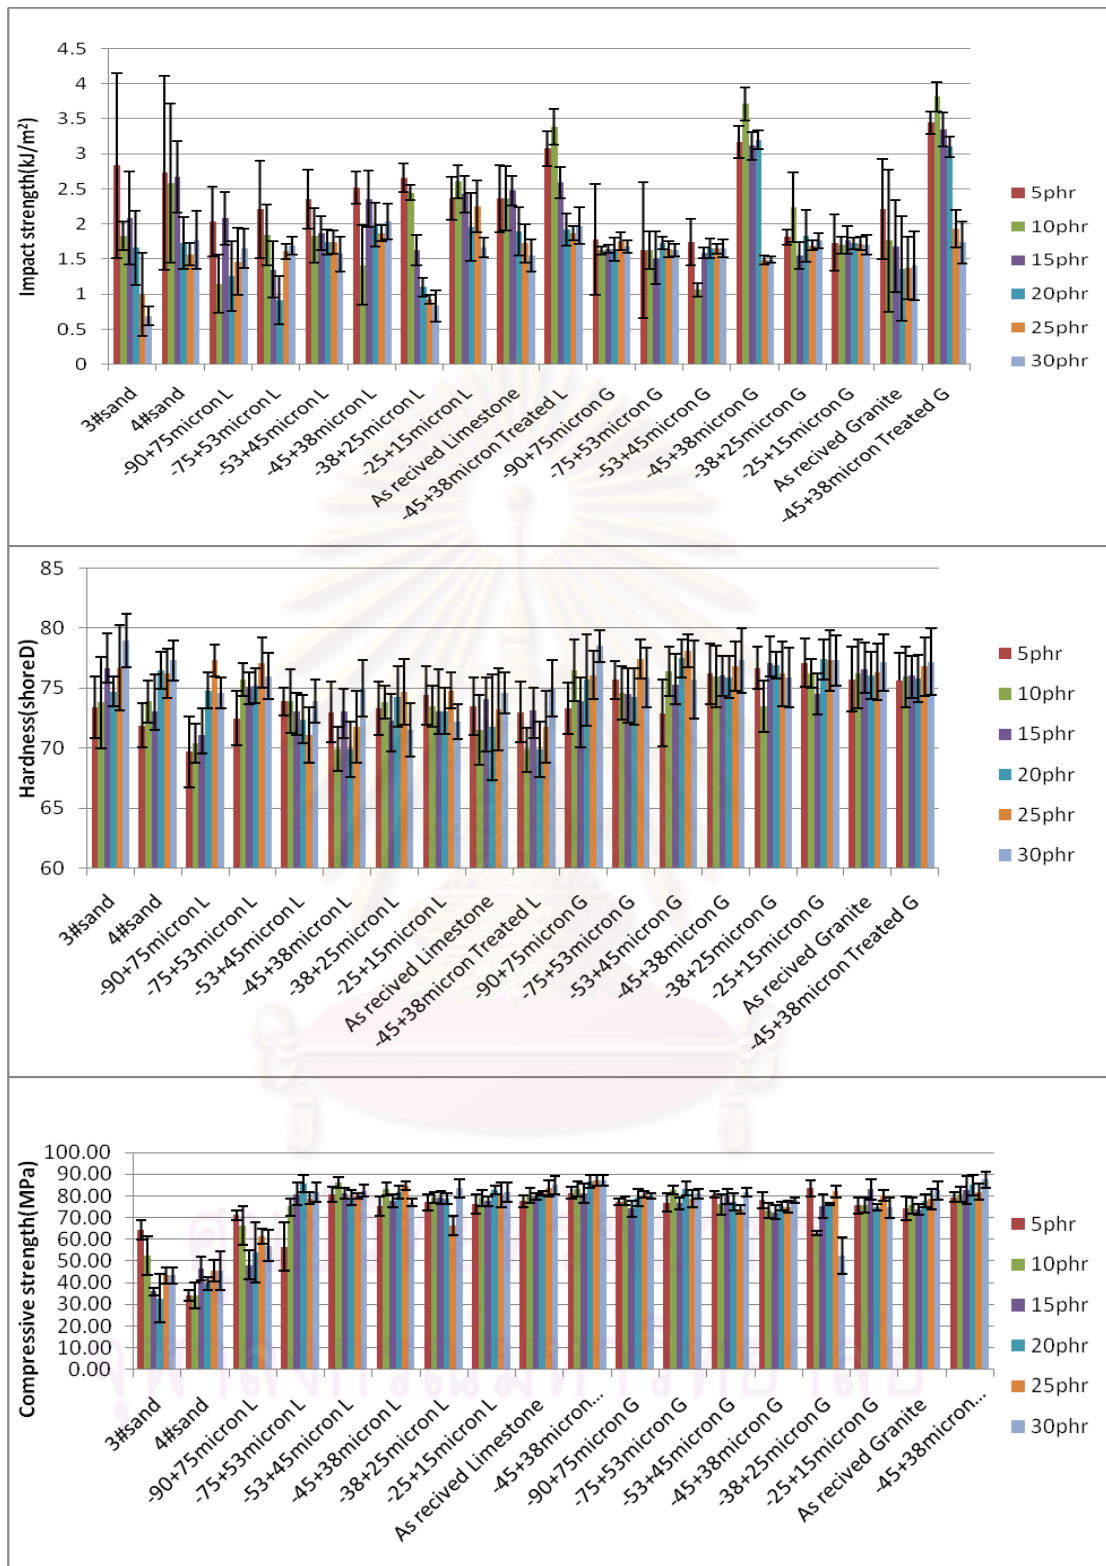 Impact strength(kJ/m²)
4.5
4
3.5
3
2.5
2
1.5
1
0.5
0
3#sand
4#sand
-90+75micron L
-75+53micron L
-53+45micron L
-45+38micron L
-38+25micron L
-25+15micron L
As recived Limestone
-45+38micron Treated L
-90+75micron G
-75+53micron G
-53+45micron G
-45+38micron G
-38+25micron G
-25+15micron G
As recived Granite
-45+38micron Treated G
5phr
10phr
15phr
20phr
25phr
30phr
Hardness(shoreD)
85
80
75
70
65
60
3#sand
4#sand
-90+75micron L
-75+53micron L
-53+45micron L
-45+38micron L
-38+25micron L
-25+15micron L
As recived Limestone
-45+38micron Treated L
-90+75micron G
-75+53micron G
-53+45micron G
-45+38micron G
-38+25micron G
-25+15micron G
As recived Granite
-45+38micron Treated G
5phr
10phr
15phr
20phr
25phr
30phr
Compressive strength(MPa)
100.00
90.00
80.00
70.00
60.00
50.00
40.00
30.00
20.00
10.00
0.00
3#sand
4#sand
-90+75micron L
-75+53micron L
-53+45micron L
-45+38micron L
-38+25micron L
-25+15micron L
As recived Limestone
-45+38micron...
-90+75micron G
-75+53micron G
-53+45micron G
-45+38micron G
-38+25micron G
-25+15micron G
As recived Granite
-45+38micron...
5phr
10phr
15phr
20phr
25phr
30phr